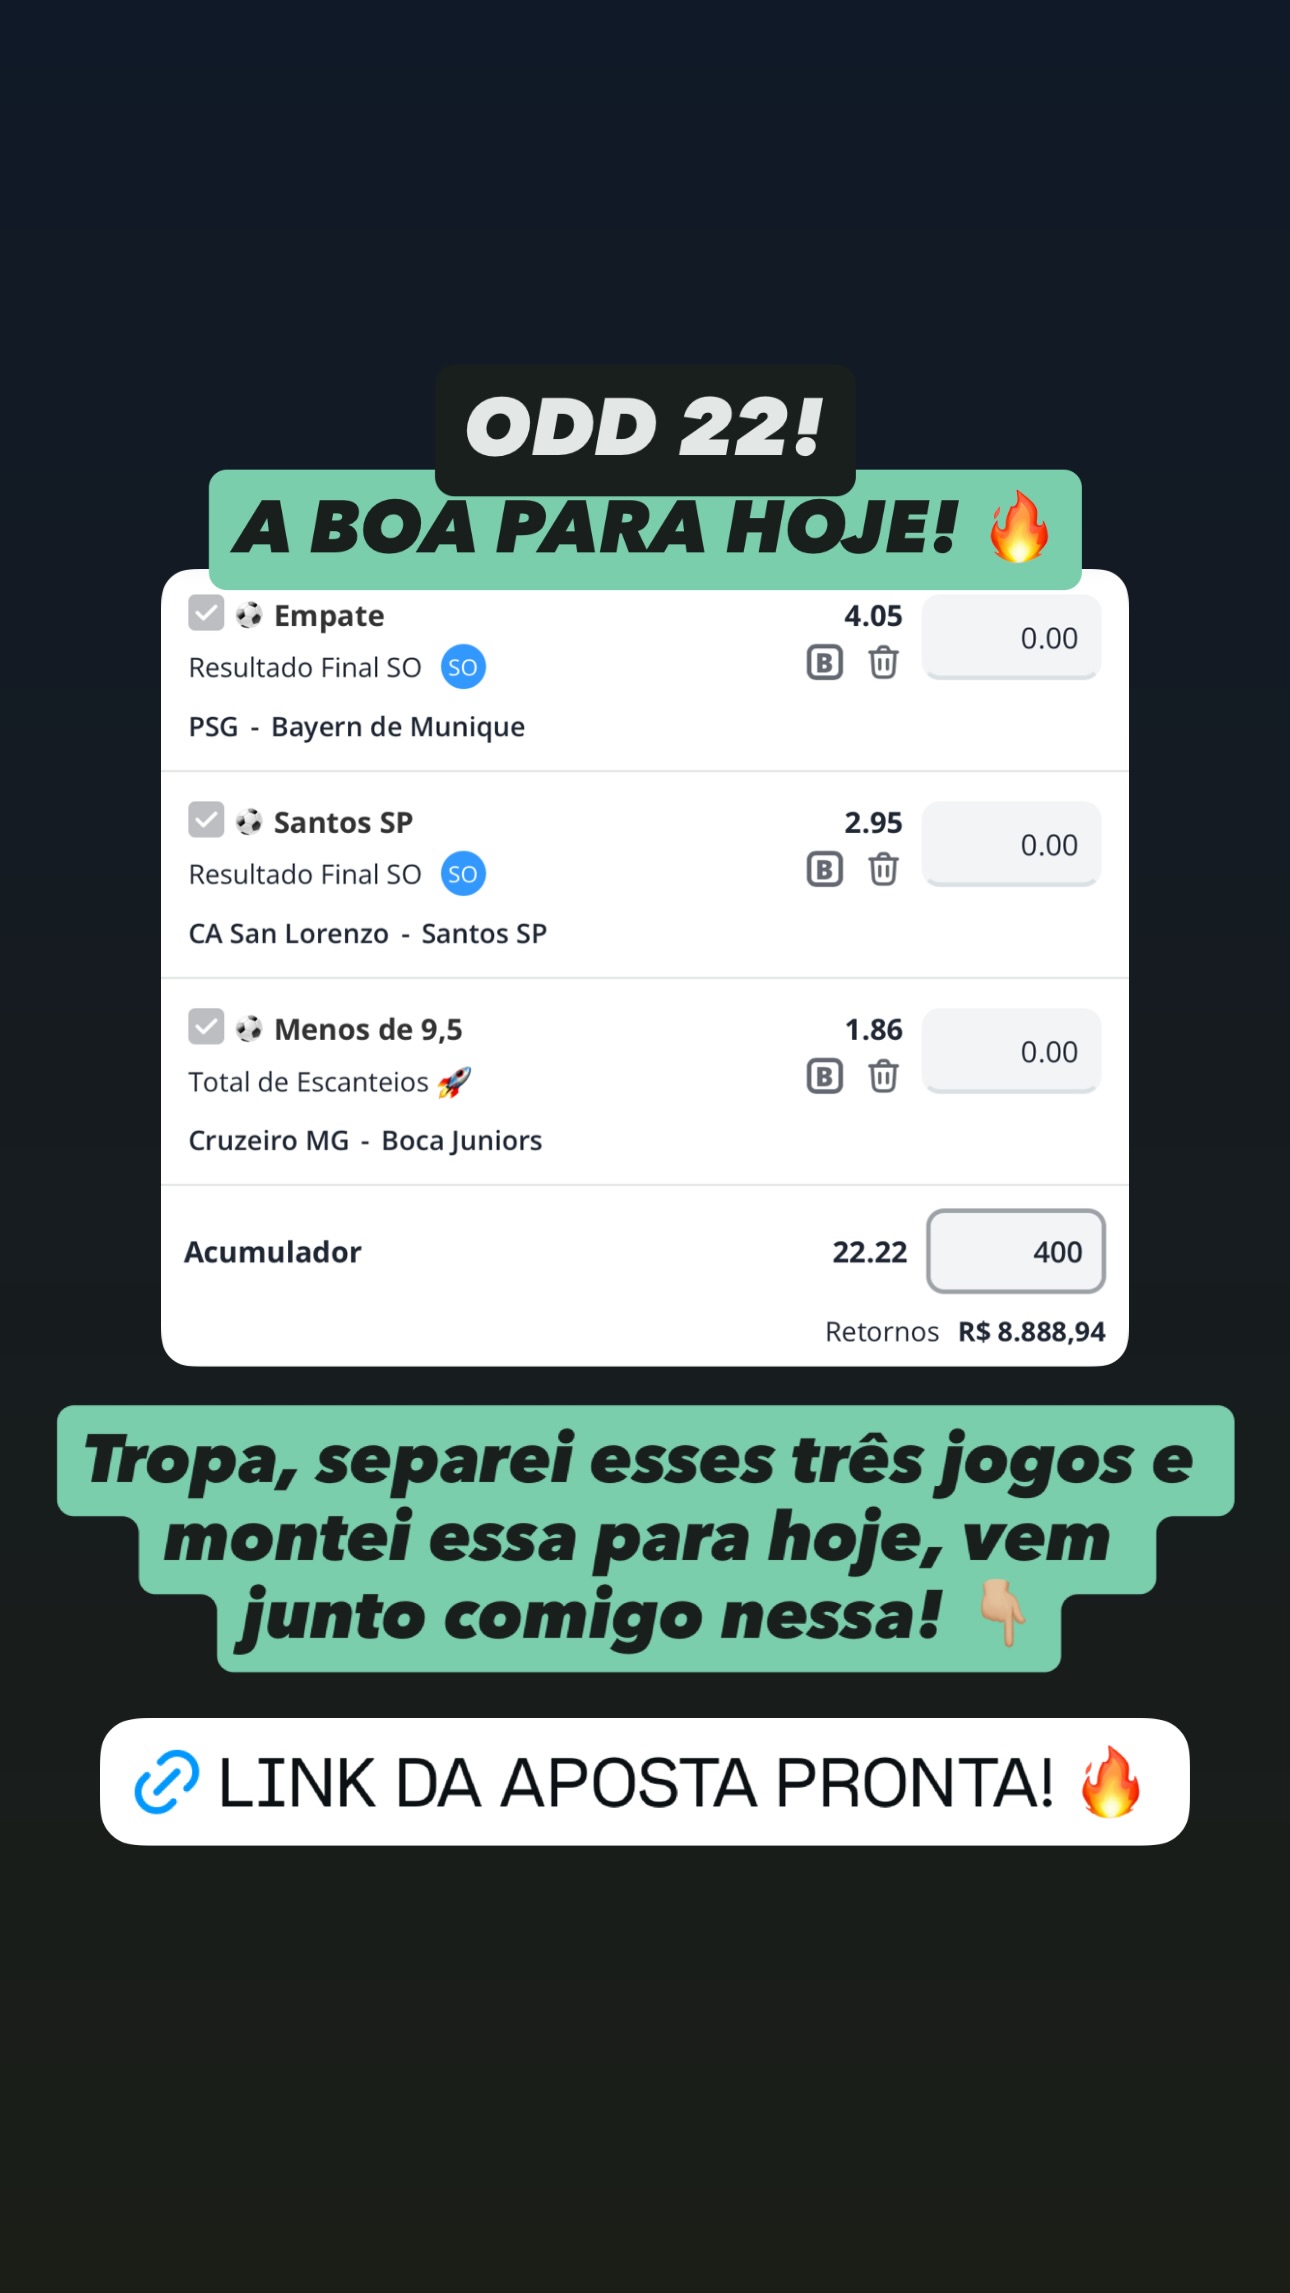 ODD 22!
A BOA PARA HOJE! 🔥
Empate 4.05 0.00
Resultado Final SO SO B
PSG - Bayern de Munique
Santos SP 2.95 0.00
Resultado Final SO SO B
CA San Lorenzo - Santos SP
Menos de 9,5 1.86 0.00
Total de Escanteios 🚀 B
Cruzeiro MG - Boca Juniors
Acumulador 22.22 400
Retornos R$ 8.888,94
Tropa, separei esses três jogos e
montei essa para hoje, vem
junto comigo nessa! 👇🏼
LINK DA APOSTA PRONTA! 🔥